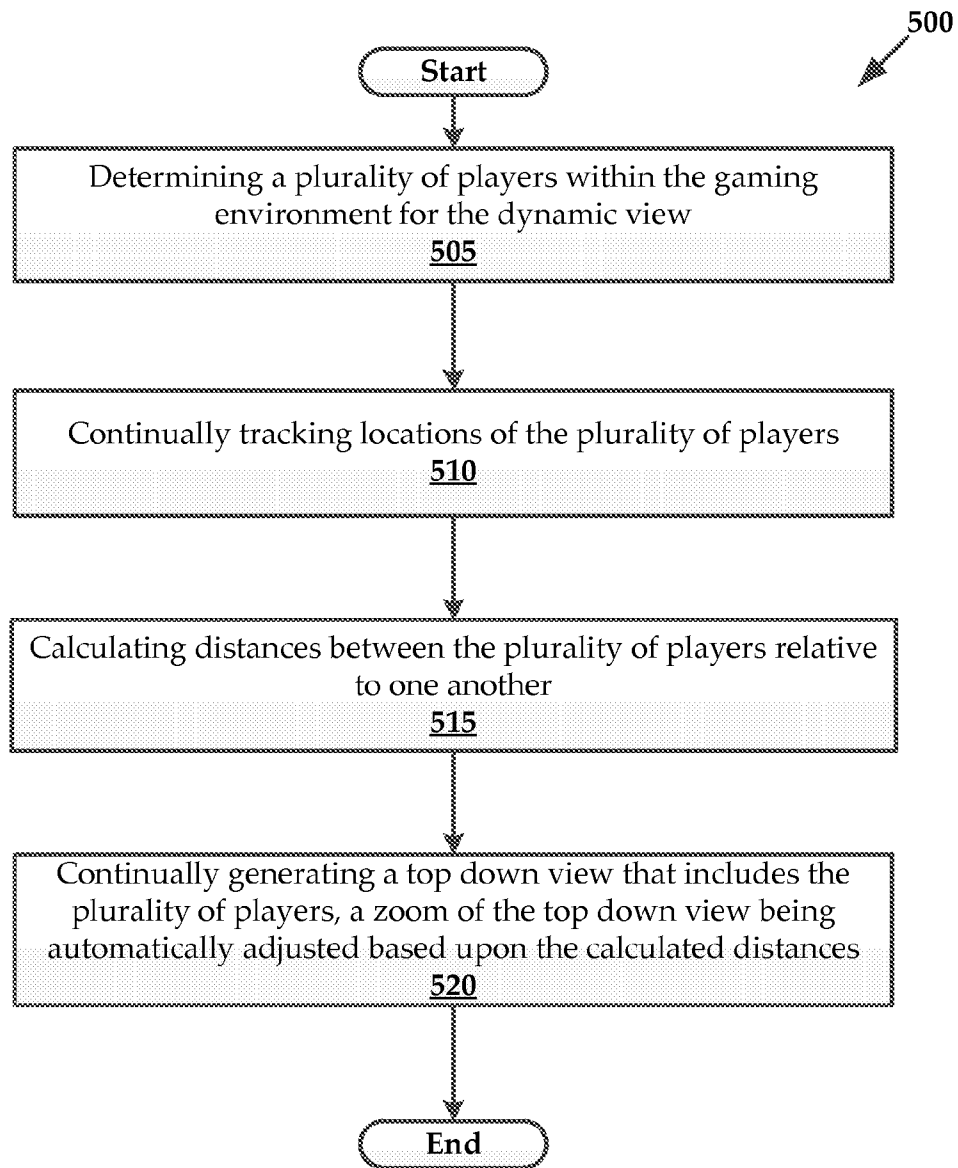 500
Start
Determining a plurality of players within the gaming
environment for the dynamic view
505
Continually tracking locations of the plurality of players
510
Calculating distances between the plurality of players relative
to one another
515
Continually generating a top down view that includes the
plurality of players, a zoom of the top down view being
automatically adjusted based upon the calculated distances
520
End